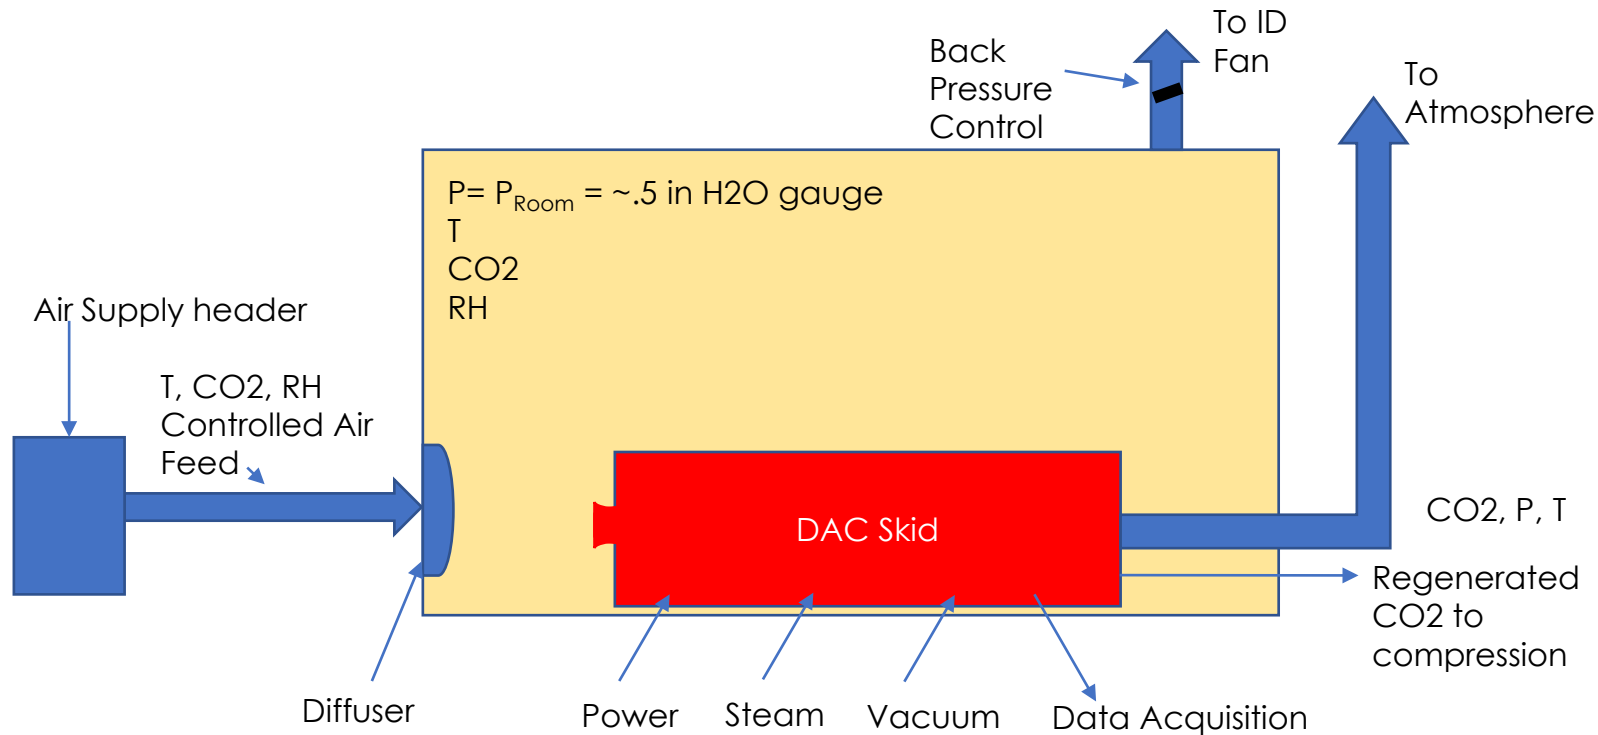 Back
Pressure
Control
To ID
Fan
To
Atmosphere
P= P_Room = ~.5 in H2O gauge
T
CO2
RH
Air Supply header
T, CO2, RH
Controlled Air
Feed
DAC Skid
CO2, P, T
Regenerated
CO2 to
compression
Diffuser
Power
Steam
Vacuum
Data Acquisition